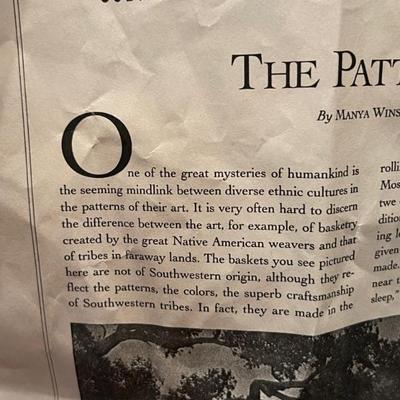 THE PATT
By MANYA WINS
One of the great mysteries of humankind is
the seeming mindlink between diverse ethnic cultures in
the patterns of their art. It is very often hard to discern
the difference between the art, for example, of basketry
created by the great Native American weavers and that
of tribes in faraway lands. The baskets you see pictured
here are not of Southwestern origin, although they re-
flect the patterns, the colors, the superb craftsmanship
of Southwestern tribes. In fact, they are made in the
rolli
Mos
twe
dition
ing l
given
made.
near t
sleep,"